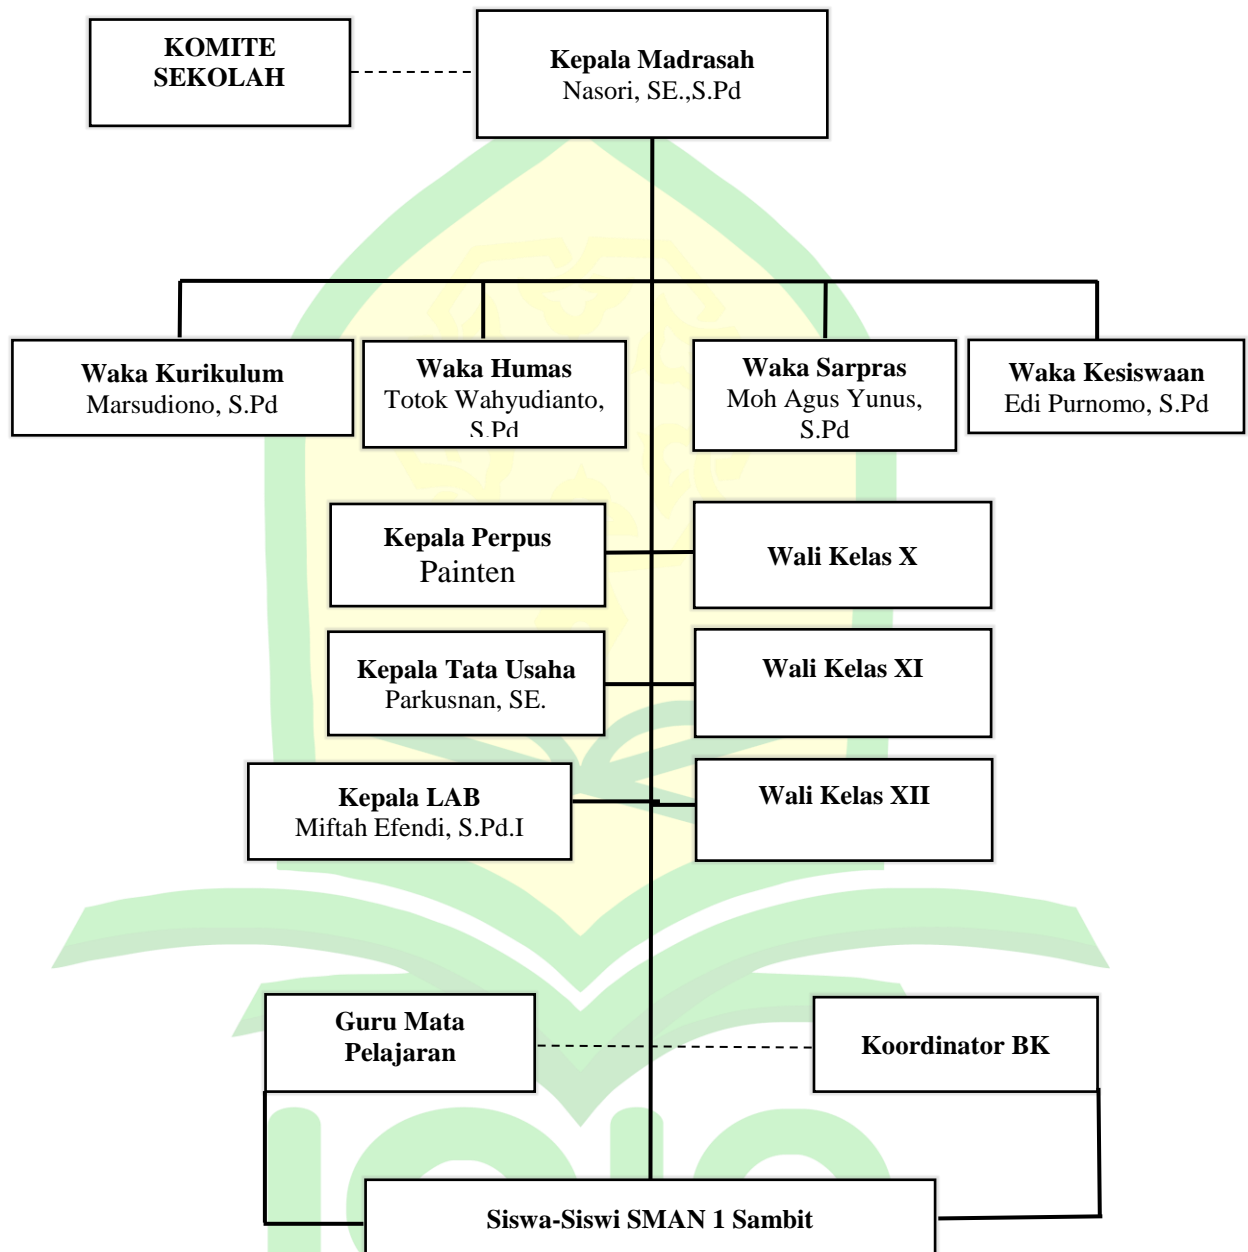 KOMITE
SEKOLAH
Kepala Madrasah
Nasori, SE.,S.Pd
Waka Kurikulum
Marsudiono, S.Pd
Waka Humas
Totok Wahyudianto,
S.Pd
Waka Sarpras
Moh Agus Yunus,
S.Pd
Waka Kesiswaan
Edi Purnomo, S.Pd
Kepala Perpus
Painten
Wali Kelas X
Kepala Tata Usaha
Parkusnan, SE.
Wali Kelas XI
Kepala LAB
Miftah Efendi, S.Pd.I
Wali Kelas XII
Guru Mata
Pelajaran
Koordinator BK
Siswa-Siswi SMAN 1 Sambit